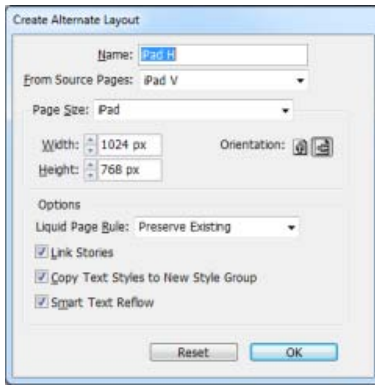 Create Alternate Layout
Name: iPad H
From Source Pages: iPad V
Page Size: iPad
Width: 1024 px Orientation:
Height: 768 px
Options
Liquid Page Rule: Preserve Existing
Link Stories
Copy Text Styles to New Style Group
Smart Text Reflow
Reset OK